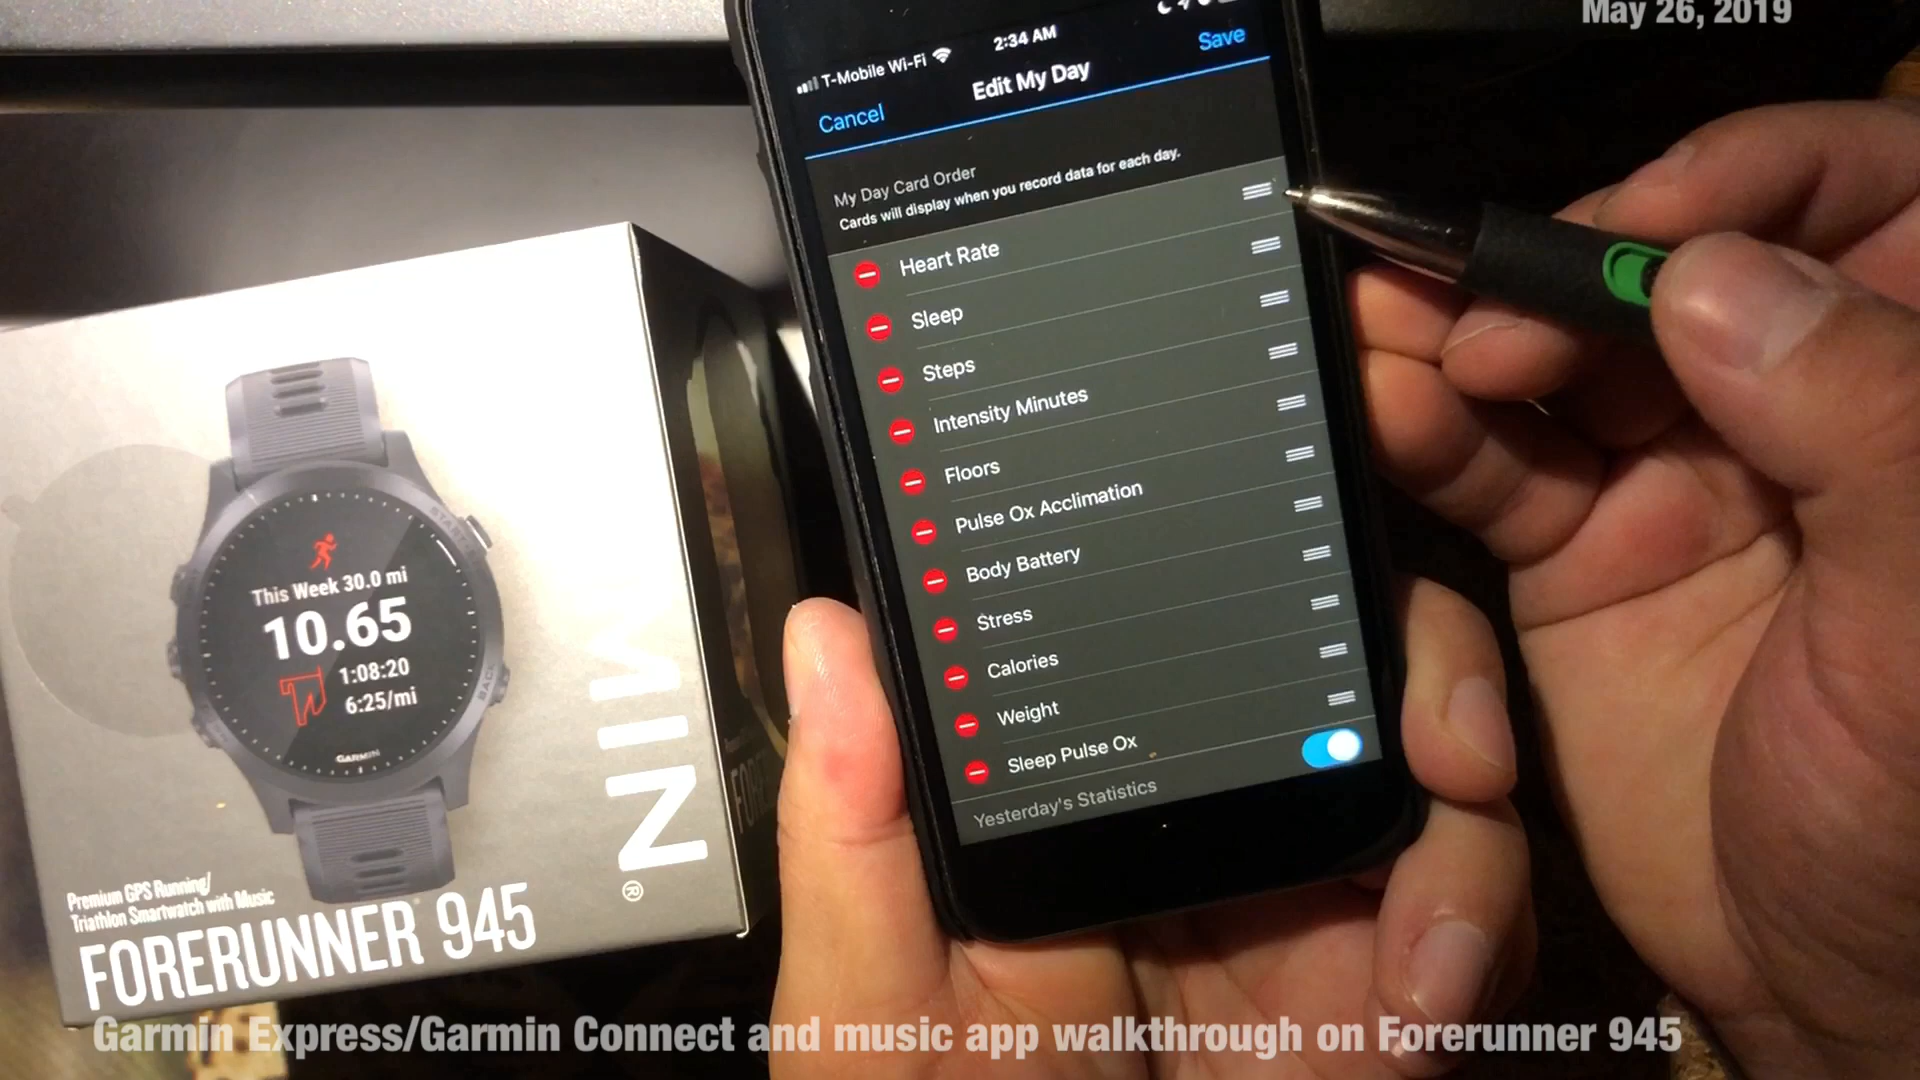 May 26, 2019
T-Mobile Wi-Fi
2:34 AM
Save
Edit My Day
Cancel
My Day Card Order
Cards will display when you record data for each day.
Heart Rate
Sleep
Steps
Intensity Minutes
Floors
Pulse Ox Acclimation
Body Battery
Stress
Calories
Weight
Sleep Pulse Ox
Yesterday's Statistics
START
BACK
This Week 30.0 mi
10.65
1:08:20
6:25/mi
GARMIN
Premium GPS Running/
Triathlon Smartwatch with Music
FORERUNNER 945
Garmin Express/Garmin Connect and music app walkthrough on Forerunner 945